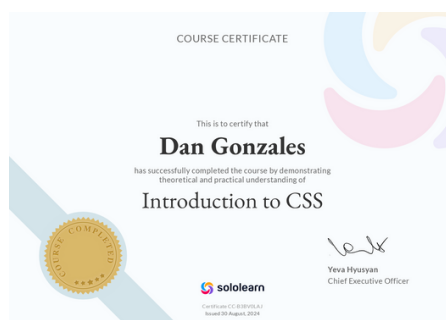 COURSE CERTIFICATE
This is to certify that
Dan Gonzales
has successfully completed the course by demonstrating
theoretical and practical understanding of
Introduction to CSS
COURSE COMPLETED
Yeva Hyusyan
Chief Executive Officer
sololearn
Issued 20 August, 2024